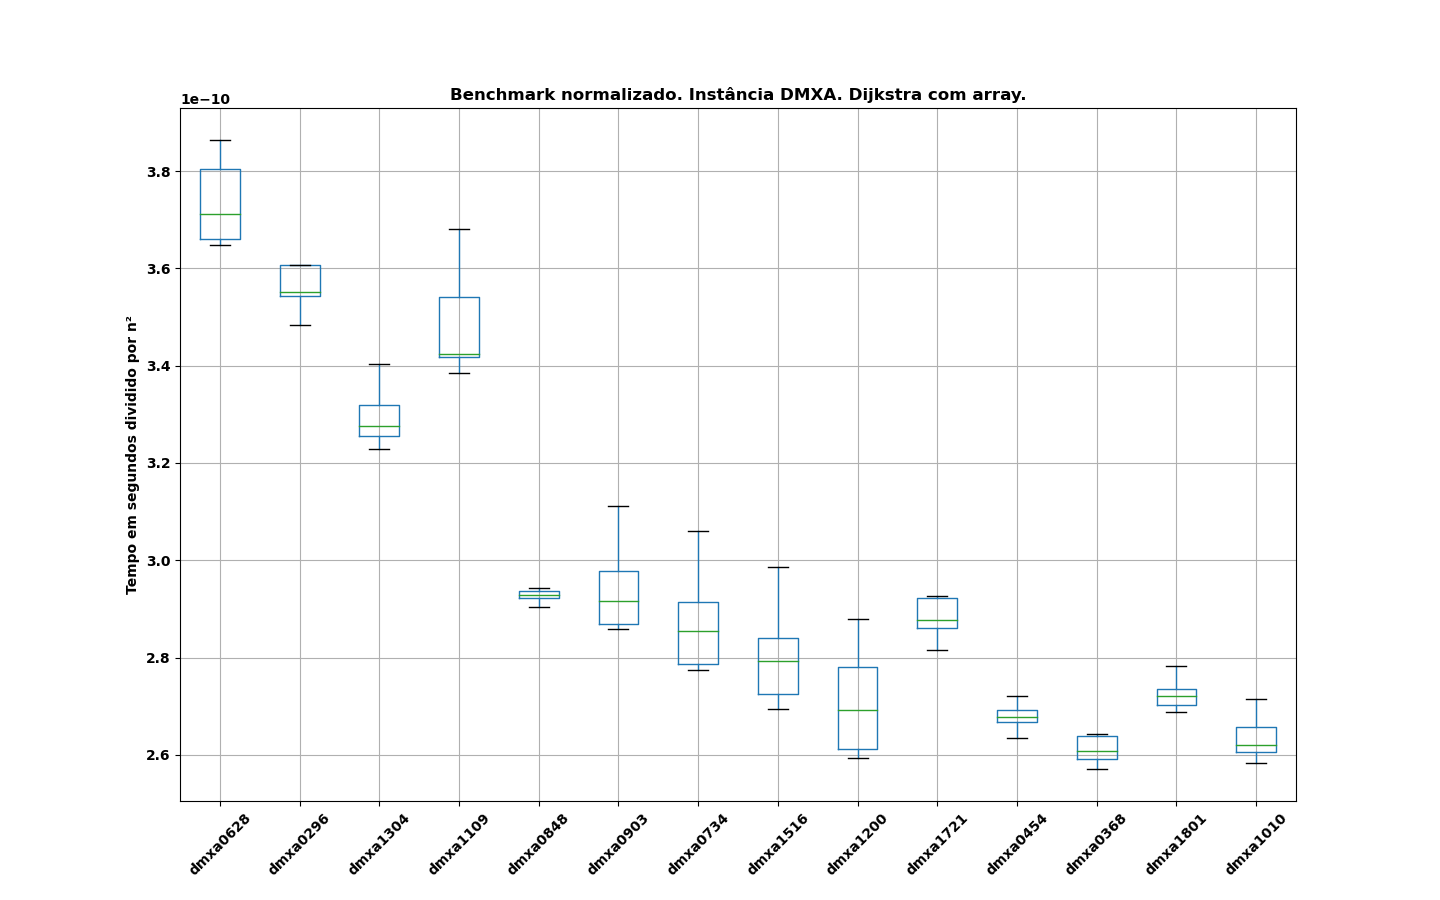 Benchmark normalizado. Instância DMXA. Dijkstra com array.
1e−10
3.8
3.6
3.4
3.2
3.0
2.8
2.6
Tempo em segundos dividido por n²
dmxa0628
dmxa0296
dmxa1304
dmxa1109
dmxa0848
dmxa0903
dmxa0734
dmxa1516
dmxa1200
dmxa1721
dmxa0454
dmxa0368
dmxa1801
dmxa1010